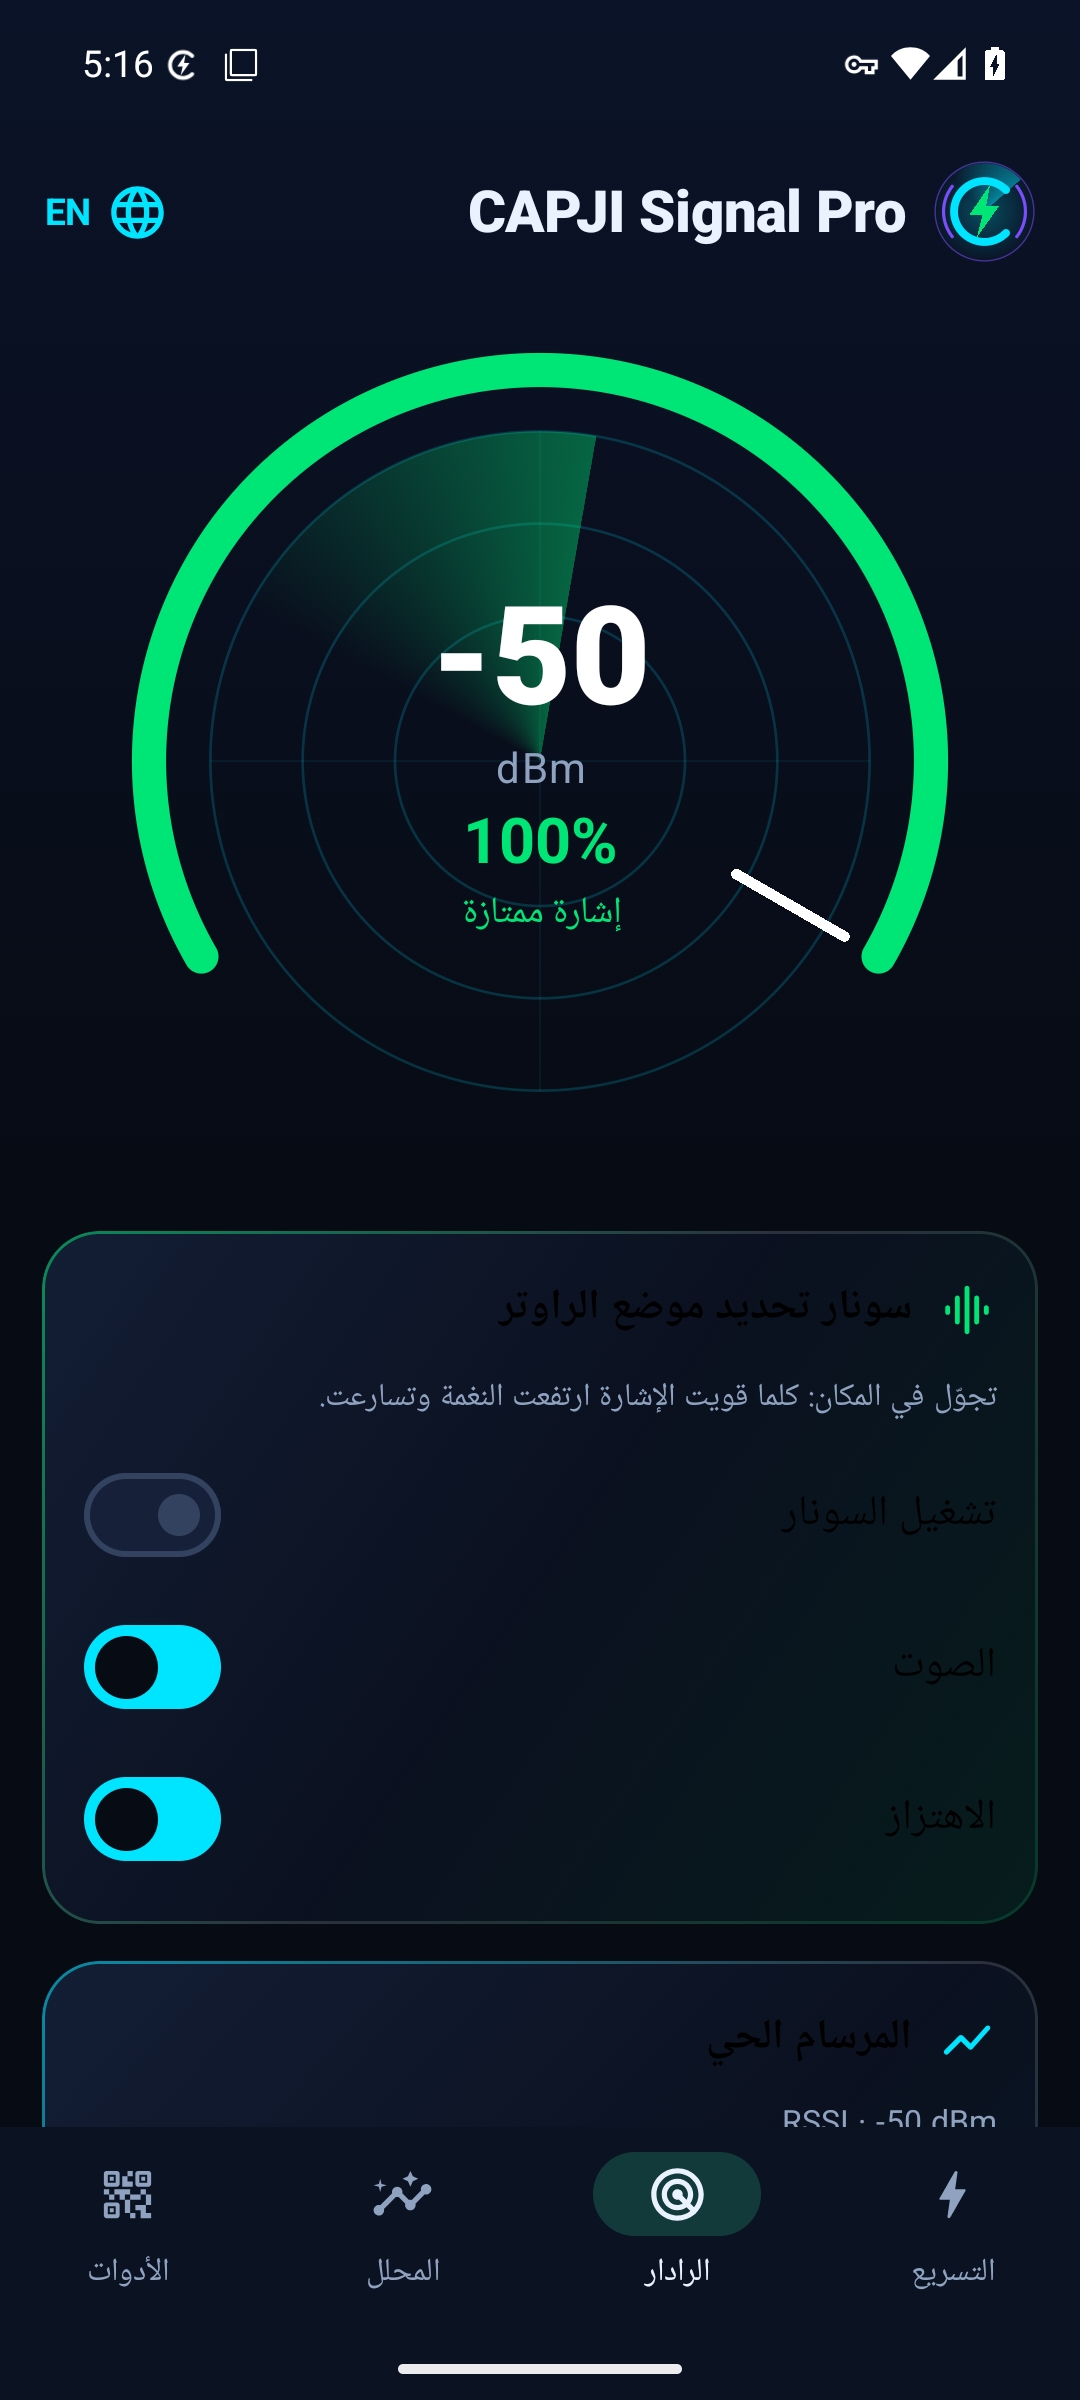 5:16
CAPJI Signal Pro
EN
-50
dBm
100%
إشارة ممتازة
سونار تحديد موضع الراوتر
تجوّل في المكان: كلما قويت الإشارة ارتفعت النغمة وتسارعت.
تشغيل السونار
الصوت
الاهتزاز
المرسام الحي
RSSI: -50 dBm
التسريع
الرادار
المحلل
الأدوات